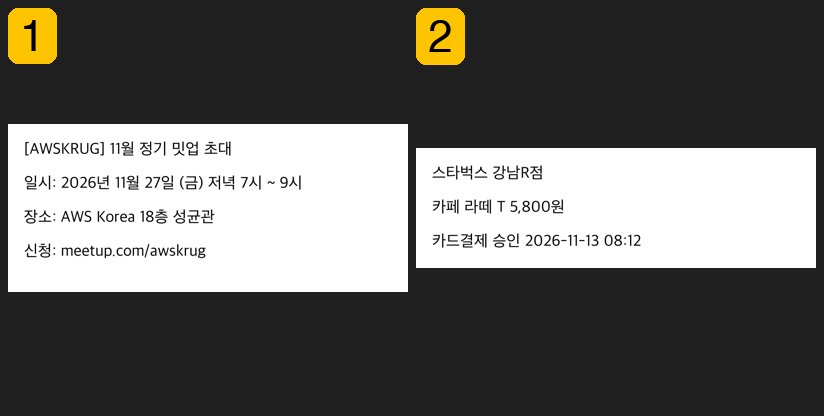 1
[AWSKRUG] 11월 정기 밋업 초대
일시: 2026년 11월 27일 (금) 저녁 7시 ~ 9시
장소: AWS Korea 18층 성균관
신청: meetup.com/awskrug
2
스타벅스 강남R점
카페 라떼 T 5,800원
카드결제 승인 2026-11-13 08:12